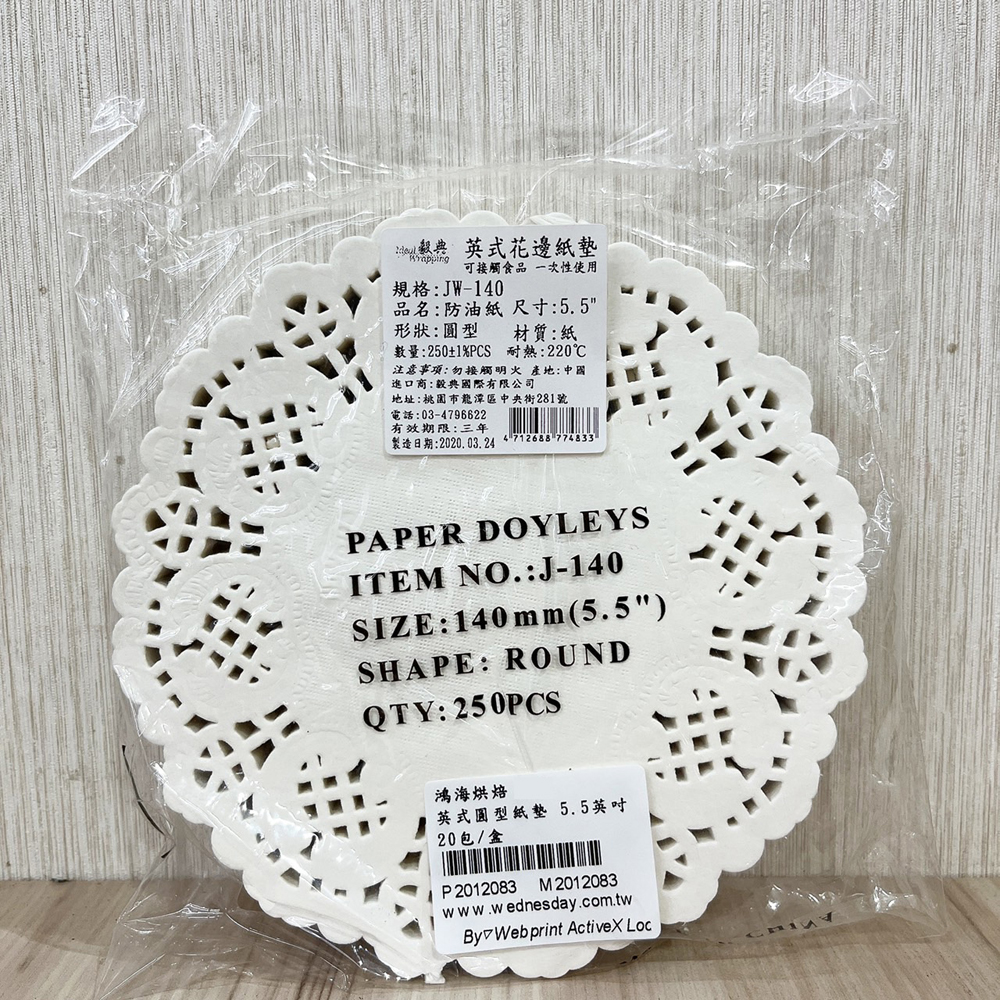 Ideal 毅典 英式花邊紙墊
Wrapping 可接觸食品 一次性使用
規格:JW-140
品名:防油紙 尺寸:5.5"
形狀:圓型 材質:紙
數量:250±1%PCS 耐熱:220℃
注意事項:勿接觸明火 產地:中國
進口商:毅典國際有限公司
地址:桃園市龍潭區中央街281號
電話:03-4796622
有效期限:三年
製造日期:2020.03.24
4712688774833
PAPER DOYLEYS
ITEM NO.:J-140
SIZE:140mm(5.5")
SHAPE: ROUND
QTY:250PCS
鴻海烘焙
英式圓型紙墊 5.5英吋
20包/盒
P2012083 M2012083
www.wednesday.com.tw
By▽Webprint ActiveX Loc
CHINA